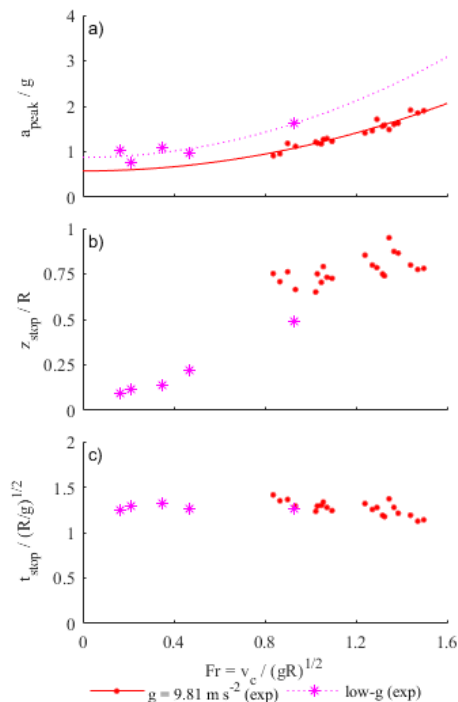 a)
a_peak / g
4
3
2
1
0
b)
z_stop / R
1
0.75
0.5
0.25
0
c)
t_stop / (R/g)^1/2
2
1.5
1
0.5
0
0 0.4 0.8 1.2 1.6
Fr = v_c / (gR)^1/2
g = 9.81 m s^-2 (exp) low-g (exp)